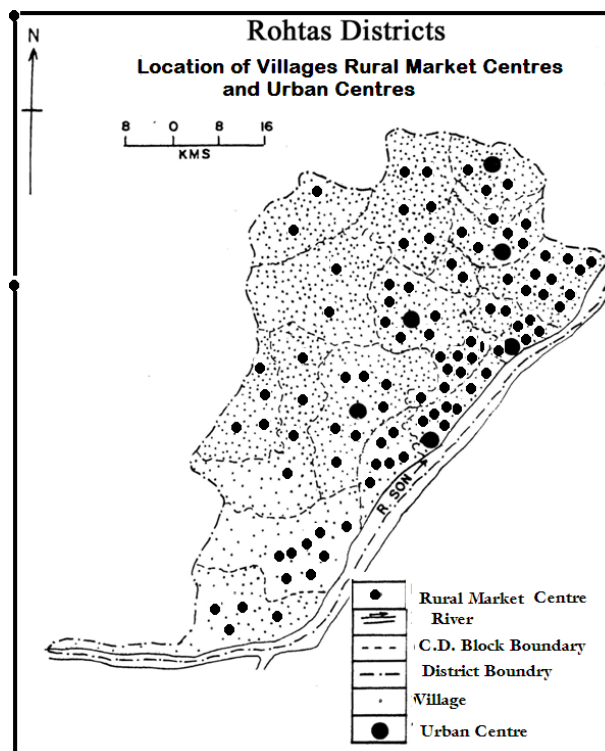 Rohtas Districts
N
Location of Villages Rural Market Centres
and Urban Centres
8 0 8 16
KMS
R. SON
Rural Market Centre
River
C.D. Block Boundary
District Boundry
Village
Urban Centre